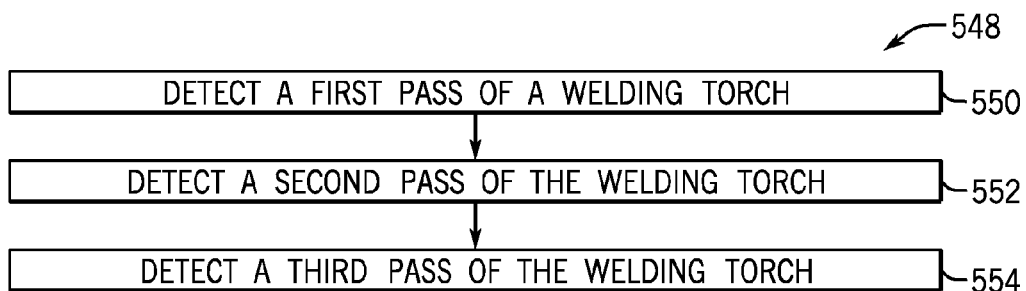 548
DETECT A FIRST PASS OF A WELDING TORCH
550
DETECT A SECOND PASS OF THE WELDING TORCH
552
DETECT A THIRD PASS OF THE WELDING TORCH
554